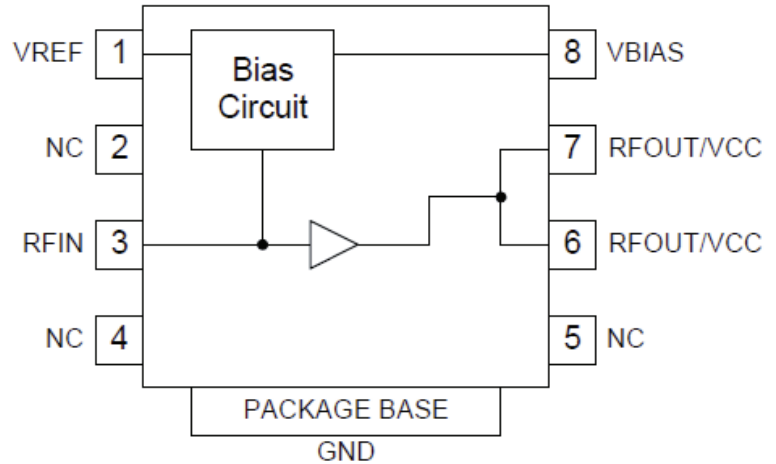 VREF 1 Bias Circuit 8 VBIAS
NC 2 7 RFOUT/VCC
RFIN 3 6 RFOUT/VCC
NC 4 5 NC
PACKAGE BASE
GND